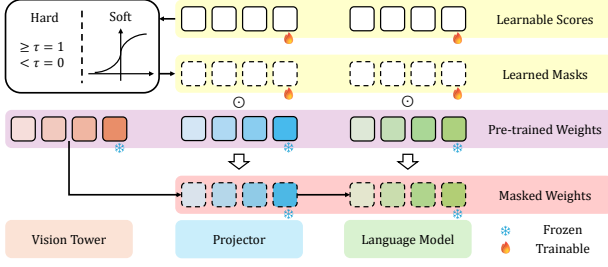 Hard
Soft
≥ τ = 1
< τ = 0
Learnable Scores
Learned Masks
⊙ ⊙
Pre-trained Weights
Masked Weights
Vision Tower
Projector
Language Model
Frozen
Trainable